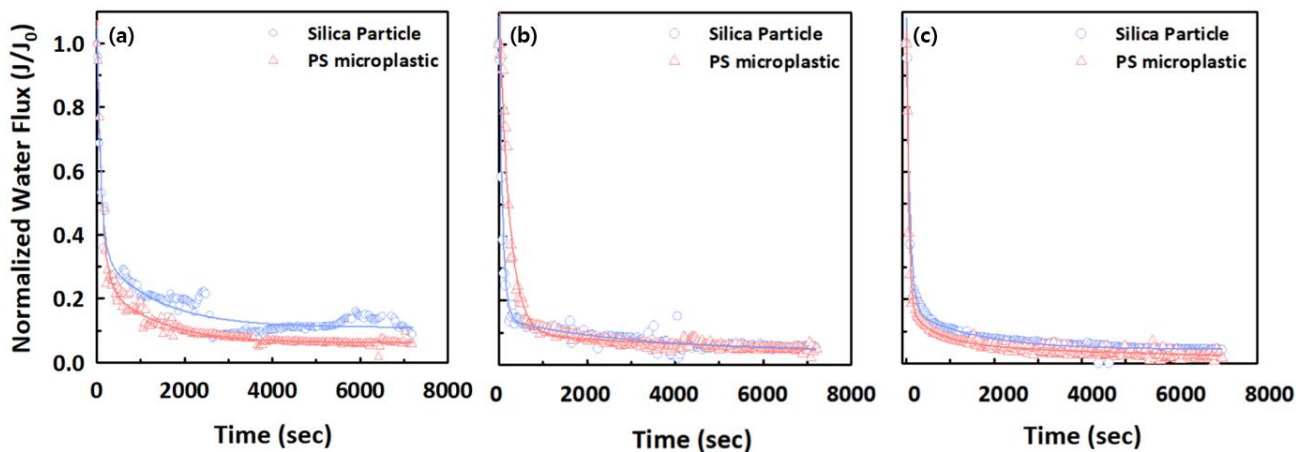 Normalized Water Flux (J/J₀)
1.0
0.8
0.6
0.4
0.2
0.0
(a)
Silica Particle
PS microplastic
0
2000
4000
6000
8000
Time (sec)
(b)
Silica Particle
PS microplastic
0
2000
4000
6000
8000
Time (sec)
(c)
Silica Particle
PS microplastic
0
2000
4000
6000
8000
Time (sec)